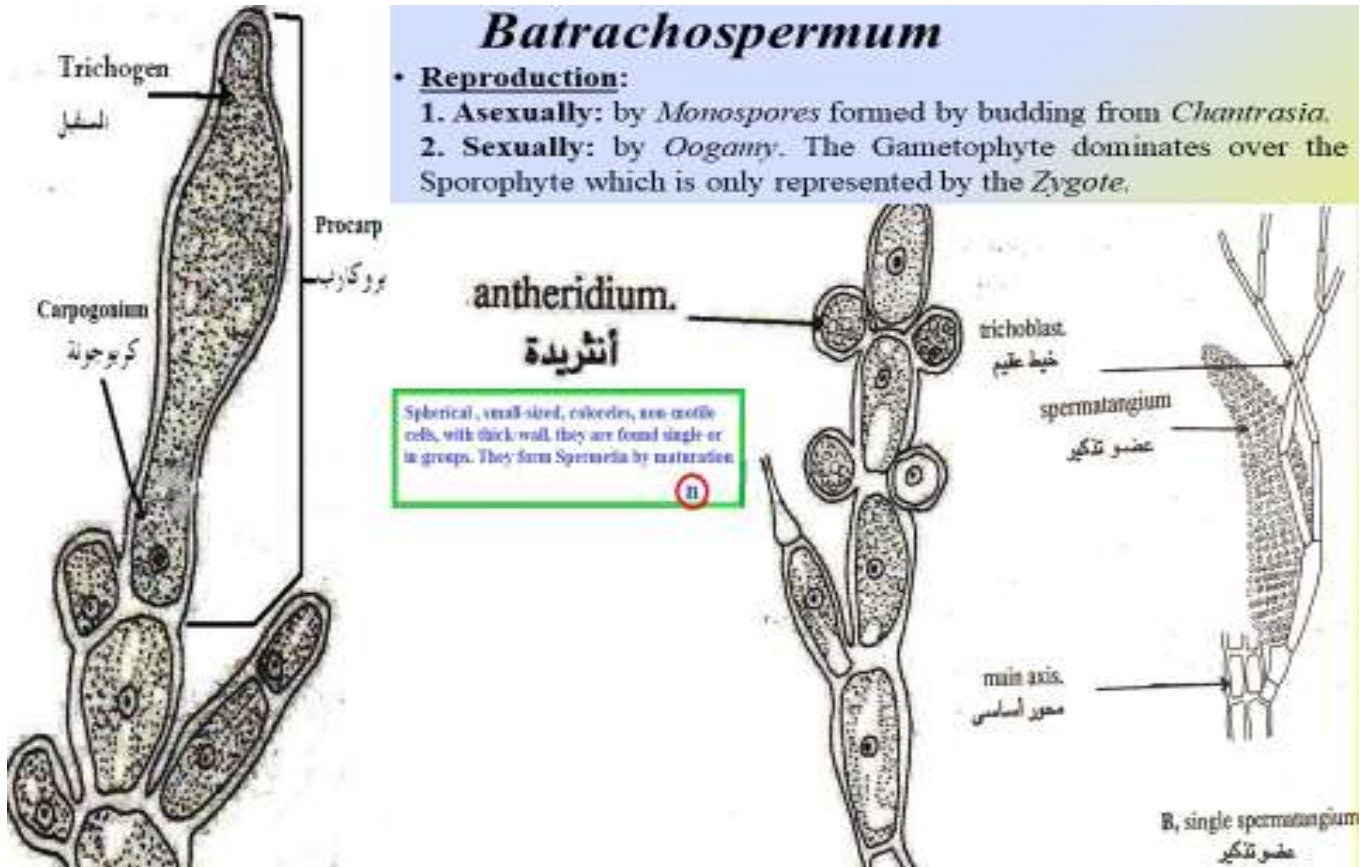 Batrachospermum
• Reproduction:
1. Asexually: by Monospores formed by budding from Chantrasia.
2. Sexually: by Oogamy. The Gametophyte dominates over the
Sporophyte which is only represented by the Zygote.
Trichogen
Procarp
بروكارب
Carpogonium
كربوجونة
antheridium.
أنثريدة
Spherical , small-sized, colorless, non-motile
cells, with thick wall, they are found single or
in groups. They form Spermetia by maturation
n
trichoblast.
خيط عقيم
spermatangium
عضو تذكير
main axis.
محور أساسى
B, single spermatangium
عضو تذكير